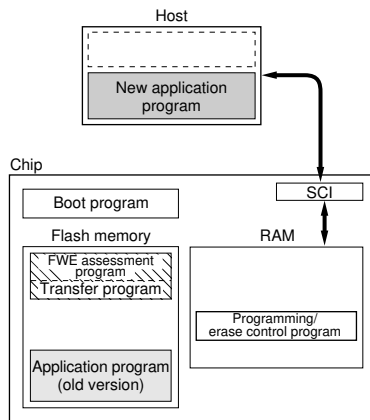 Host
New application
program
Chip
SCI
Boot program
Flash memory
RAM
FWE assessment
program
Transfer program
Programming/
erase control program
Application program
(old version)